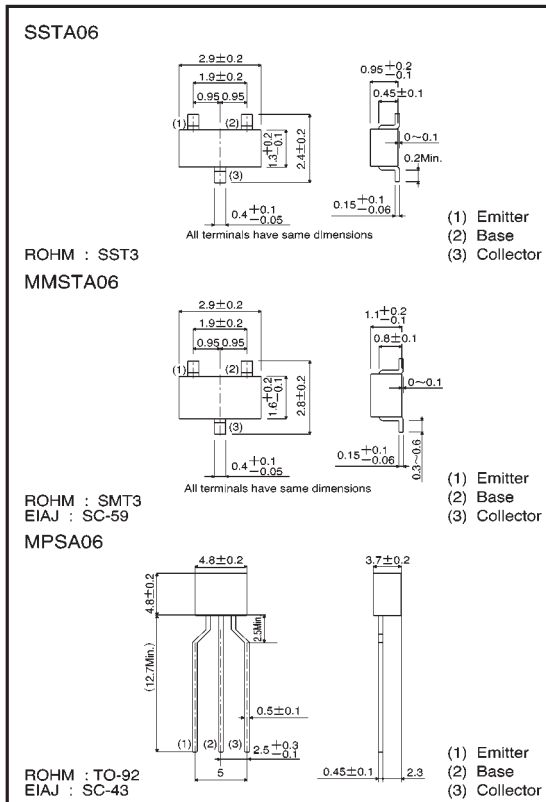 SSTA06
2.9±0.2
1.9±0.2
0.95 0.95
(1) (2)
(3)
1.3 +0.2 −0.1
2.4±0.2
0.4 +0.1 −0.05
All terminals have same dimensions
0.95 +0.2 −0.1
0.45±0.1
0~0.1
0.2Min.
0.15 +0.1 −0.06
(1) Emitter
(2) Base
(3) Collector
ROHM : SST3
MMSTA06
2.9±0.2
1.9±0.2
0.95 0.95
(1) (2)
(3)
1.6 +0.2 −0.1
2.8±0.2
0.4 +0.1 −0.05
All terminals have same dimensions
1.1 +0.2 −0.1
0.8±0.1
0~0.1
0.3~0.6
0.15 +0.1 −0.06
(1) Emitter
(2) Base
(3) Collector
ROHM : SMT3
EIAJ : SC-59
MPSA06
4.8±0.2
4.8±0.2
2.5Min.
(12.7Min.)
0.5±0.1
(1) (2) (3)
2.5 +0.3 −0.1
5
3.7±0.2
0.45±0.1
2.3
(1) Emitter
(2) Base
(3) Collector
ROHM : TO-92
EIAJ : SC-43